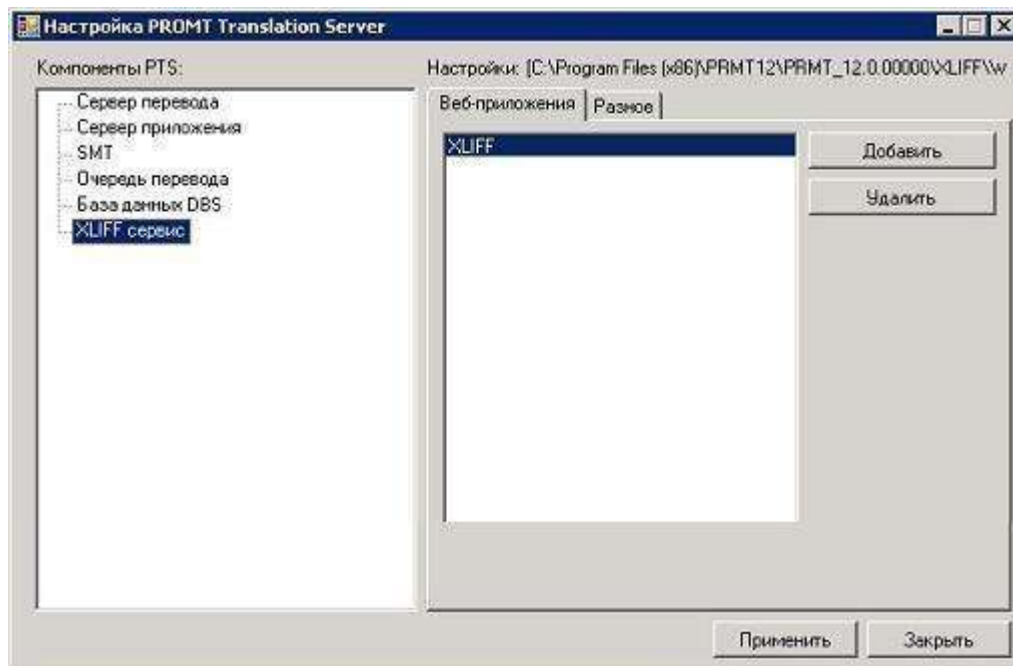 Настройка PROMT Translation Server
Компоненты PTS:
Сервер перевода
Сервер приложения
SMT
Очередь перевода
База данных DBS
XLIFF сервис
Настройки: [C:\Program Files (x86)\PRMT12\PRMT_12.0.00000\XLIFF\\w
Веб-приложения
Разное
XLIFF
Добавить
Удалить
Применить
Закрыть